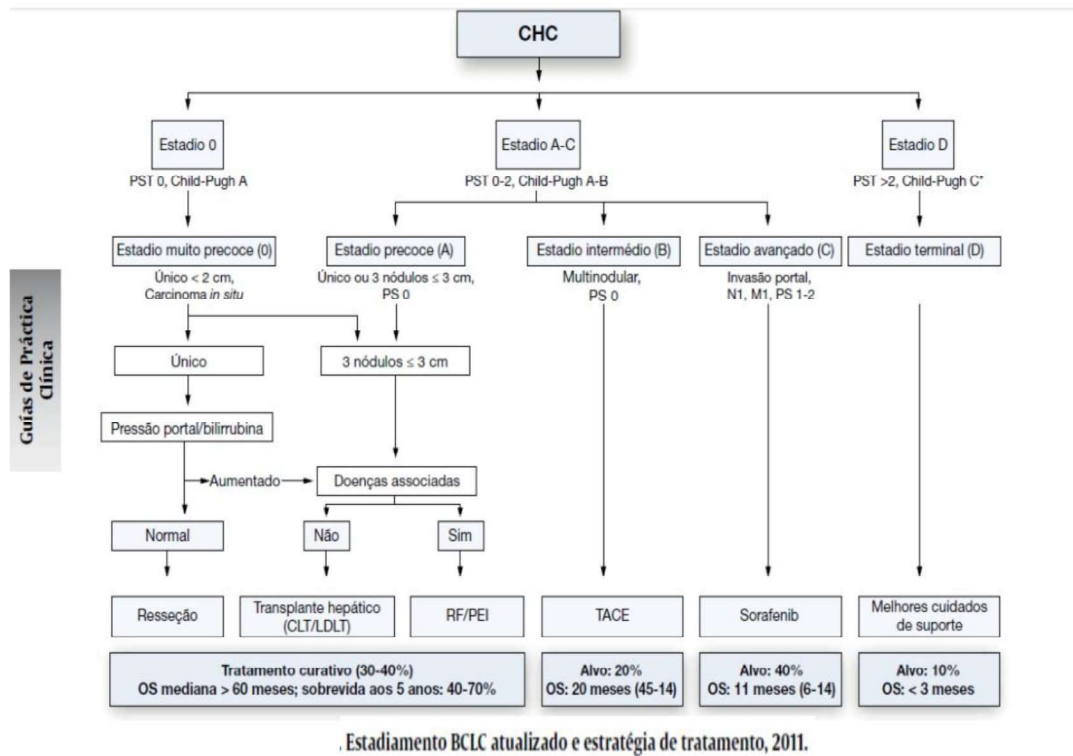 CHC
Estadio 0
Estadio A-C
Estadio D
PST 0, Child-Pugh A
PST 0-2, Child-Pugh A-B
PST >2, Child-Pugh C*
Estadio muito precoce (0)
Estadio precoce (A)
Estadio intermédio (B)
Estadio avançado (C)
Estadio terminal (D)
Único < 2 cm,
Carcinoma in situ
Único ou 3 nódulos ≤ 3 cm,
PS 0
Multinodular,
PS 0
Invasão portal,
N1, M1, PS 1-2
Guías de Práctica
Clínica
Único
3 nódulos ≤ 3 cm
Pressão portal/bilirrubina
Aumentado
Doenças associadas
Normal
Não
Sim
Resseção
Transplante hepático
(CLT/LDLT)
RF/PEI
TACE
Sorafenib
Melhores cuidados
de suporte
Tratamento curativo (30-40%)
OS mediana > 60 meses; sobrevida aos 5 anos: 40-70%
Alvo: 20%
OS: 20 meses (45-14)
Alvo: 40%
OS: 11 meses (6-14)
Alvo: 10%
OS: < 3 meses
. Estadiamento BCLC atualizado e estratégia de tratamento, 2011.